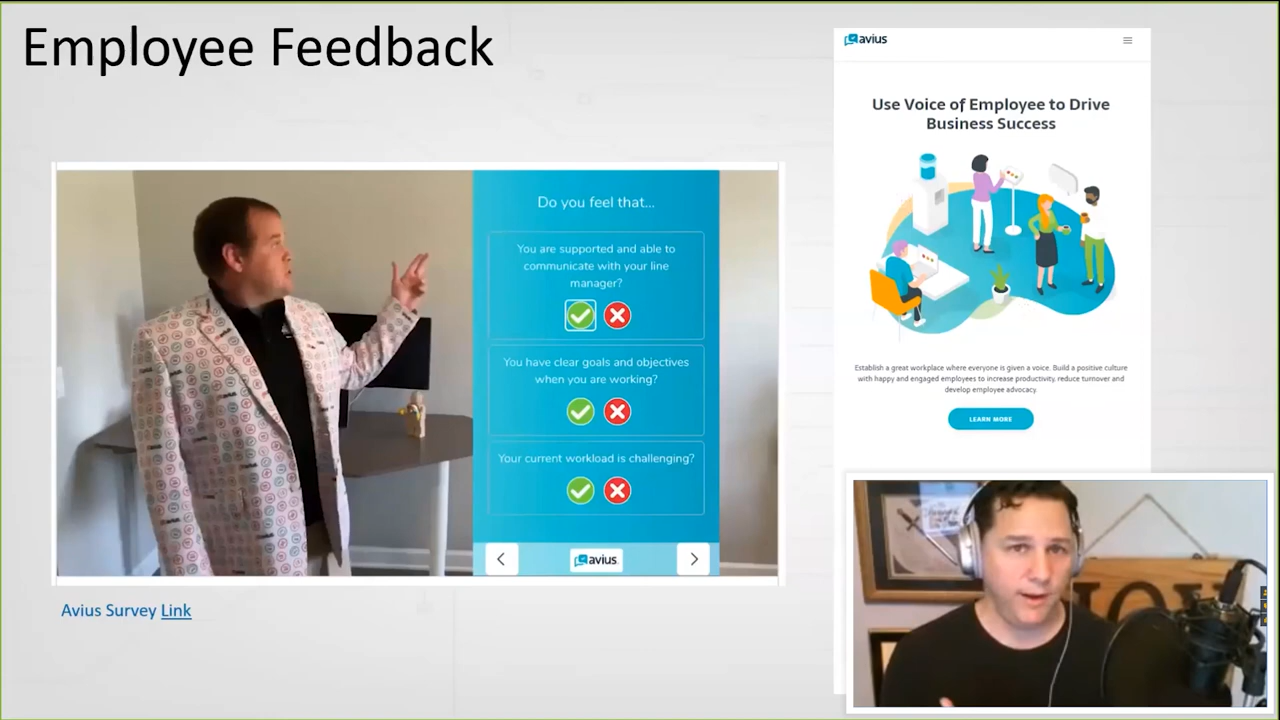 Employee Feedback
Do you feel that...
You are supported and able to
communicate with your line
manager?
You have clear goals and objectives
when you are working?
Your current workload is challenging?
avius
Avius Survey Link
avius
Use Voice of Employee to Drive
Business Success
Establish a great workplace where everyone is given a voice. Build a positive culture
with happy and engaged employees to increase productivity, reduce turnover and
develop employee advocacy.
LEARN MORE